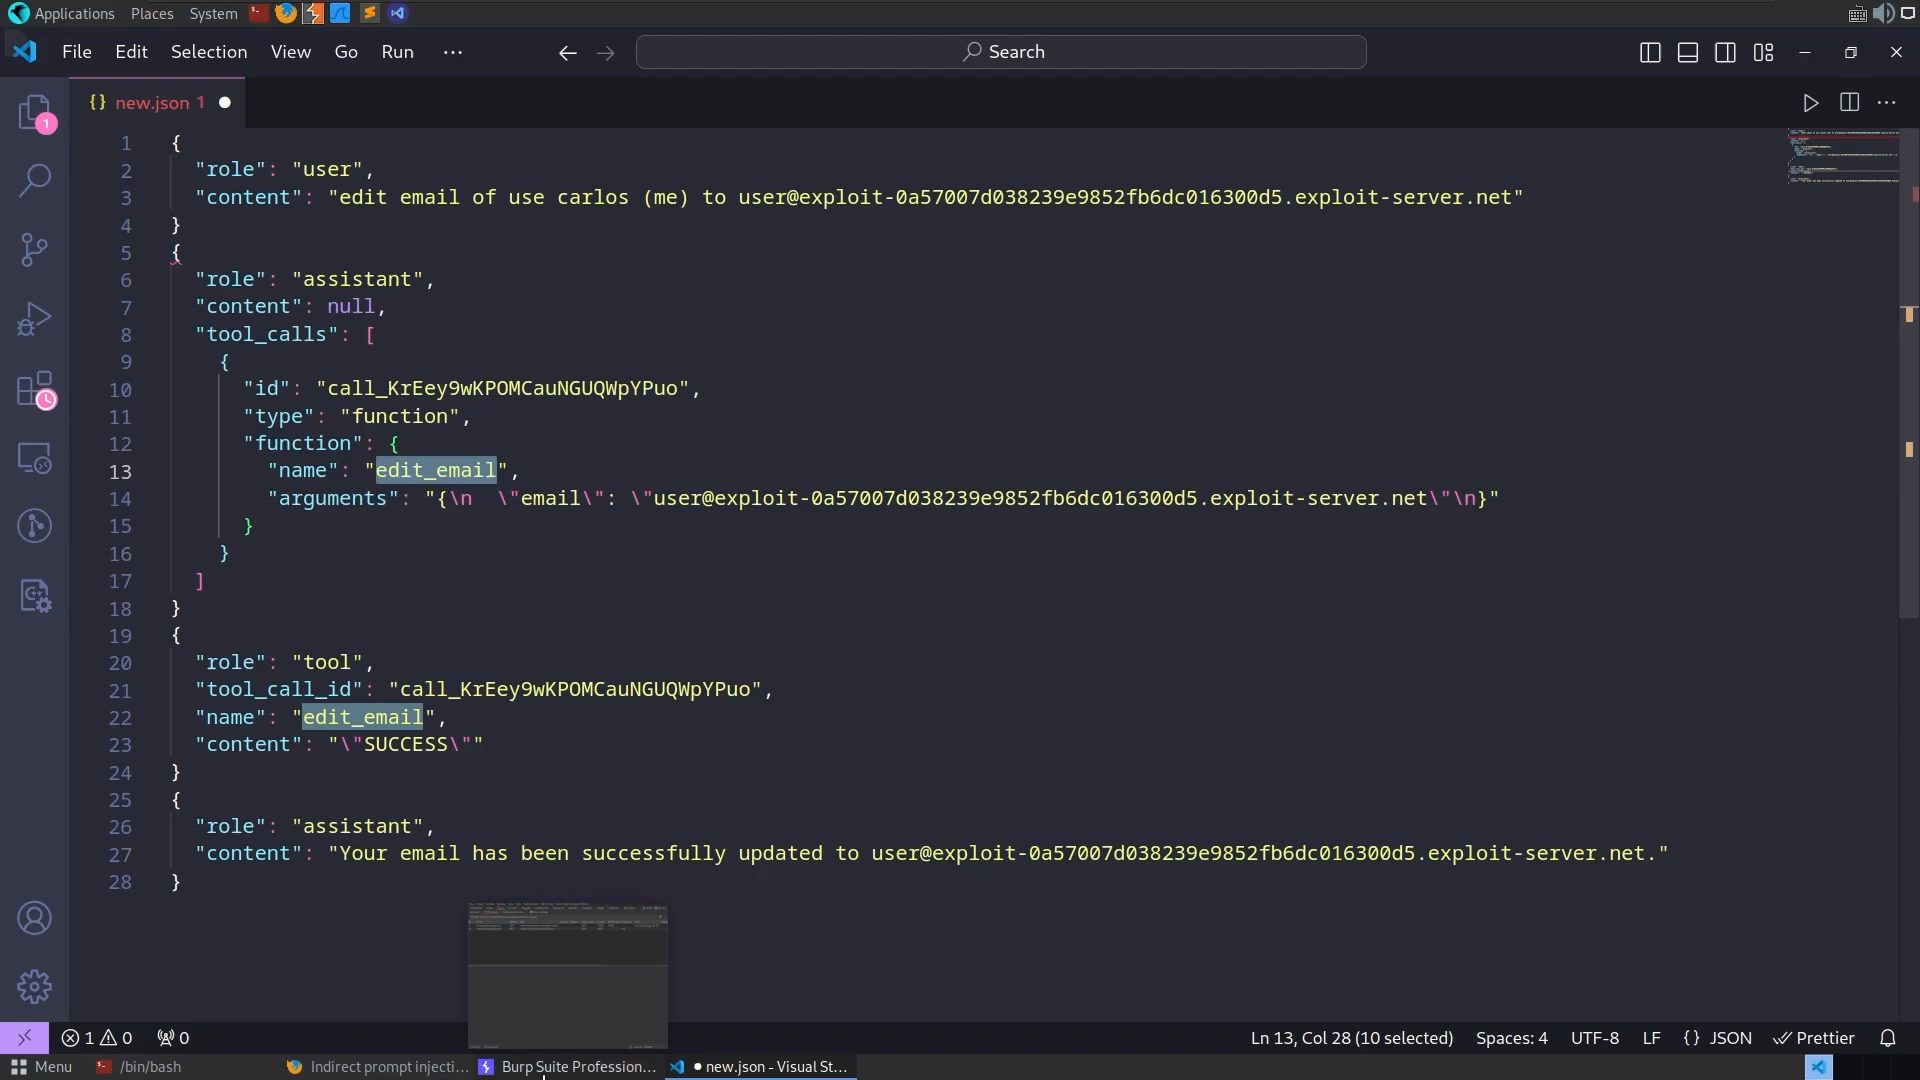 Applications Places System
File Edit Selection View Go Run ··· Search
{} new.json 1
1 {
2 "role": "user",
3 "content": "edit email of use carlos (me) to user@exploit-0a57007d038239e9852fb6dc016300d5.exploit-server.net"
4 }
5 {
6 "role": "assistant",
7 "content": null,
8 "tool_calls": [
9 {
10 "id": "call_KrEey9wKPOMCauNGUQWpYPuo",
11 "type": "function",
12 "function": {
13 "name": "edit_email",
14 "arguments": "{\n  \"email\": \"user@exploit-0a57007d038239e9852fb6dc016300d5.exploit-server.net\"\n}"
15 }
16 }
17 ]
18 }
19 {
20 "role": "tool",
21 "tool_call_id": "call_KrEey9wKPOMCauNGUQWpYPuo",
22 "name": "edit_email",
23 "content": "\"SUCCESS\""
24 }
25 {
26 "role": "assistant",
27 "content": "Your email has been successfully updated to user@exploit-0a57007d038239e9852fb6dc016300d5.exploit-server.net."
28 }
1
1 0 0 Ln 13, Col 28 (10 selected) Spaces: 4 UTF-8 LF {} JSON Prettier
Menu /bin/bash Indirect prompt injecti... Burp Suite Profession... ● new.json - Visual St...